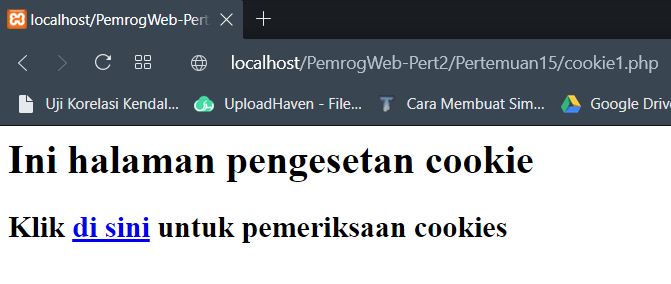 localhost/PemrogWeb-Pert
localhost/PemrogWeb-Pert2/Pertemuan15/cookie1.php
Uji Korelasi Kendal... UploadHaven - File... Cara Membuat Sim... Google Drive
Ini halaman pengesetan cookie
Klik di sini untuk pemeriksaan cookies